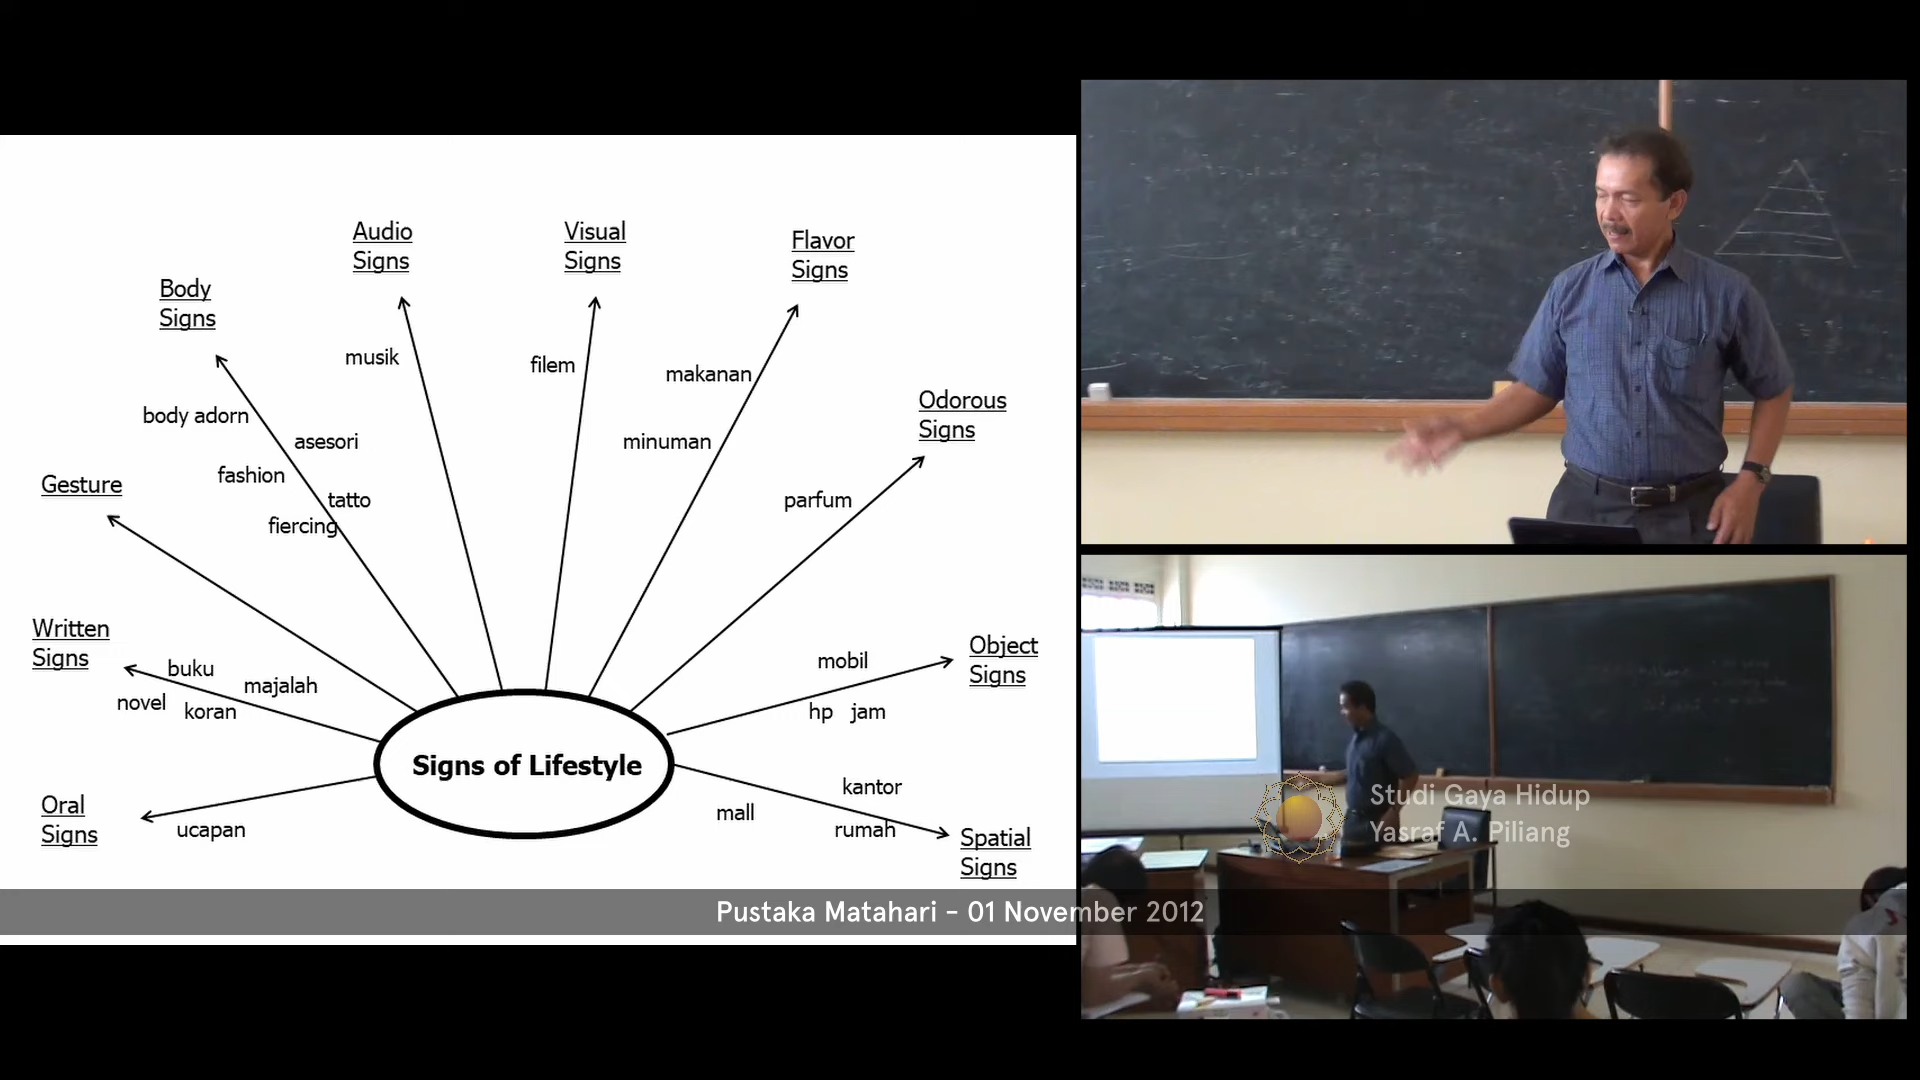 Audio
Signs
Visual
Signs
Flavor
Signs
Body
Signs
musik
filem
makanan
Odorous
Signs
body adorn
asesori
minuman
fashion
Gesture
tatto
parfum
fiercing
Written
Signs
buku
majalah
novel
koran
mobil
Object
Signs
hp jam
Signs of Lifestyle
kantor
mall
rumah
Oral
Signs
ucapan
Spatial
Signs
Studi Gaya Hidup
Yasraf A. Piliang
Pustaka Matahari - 01 November 2012